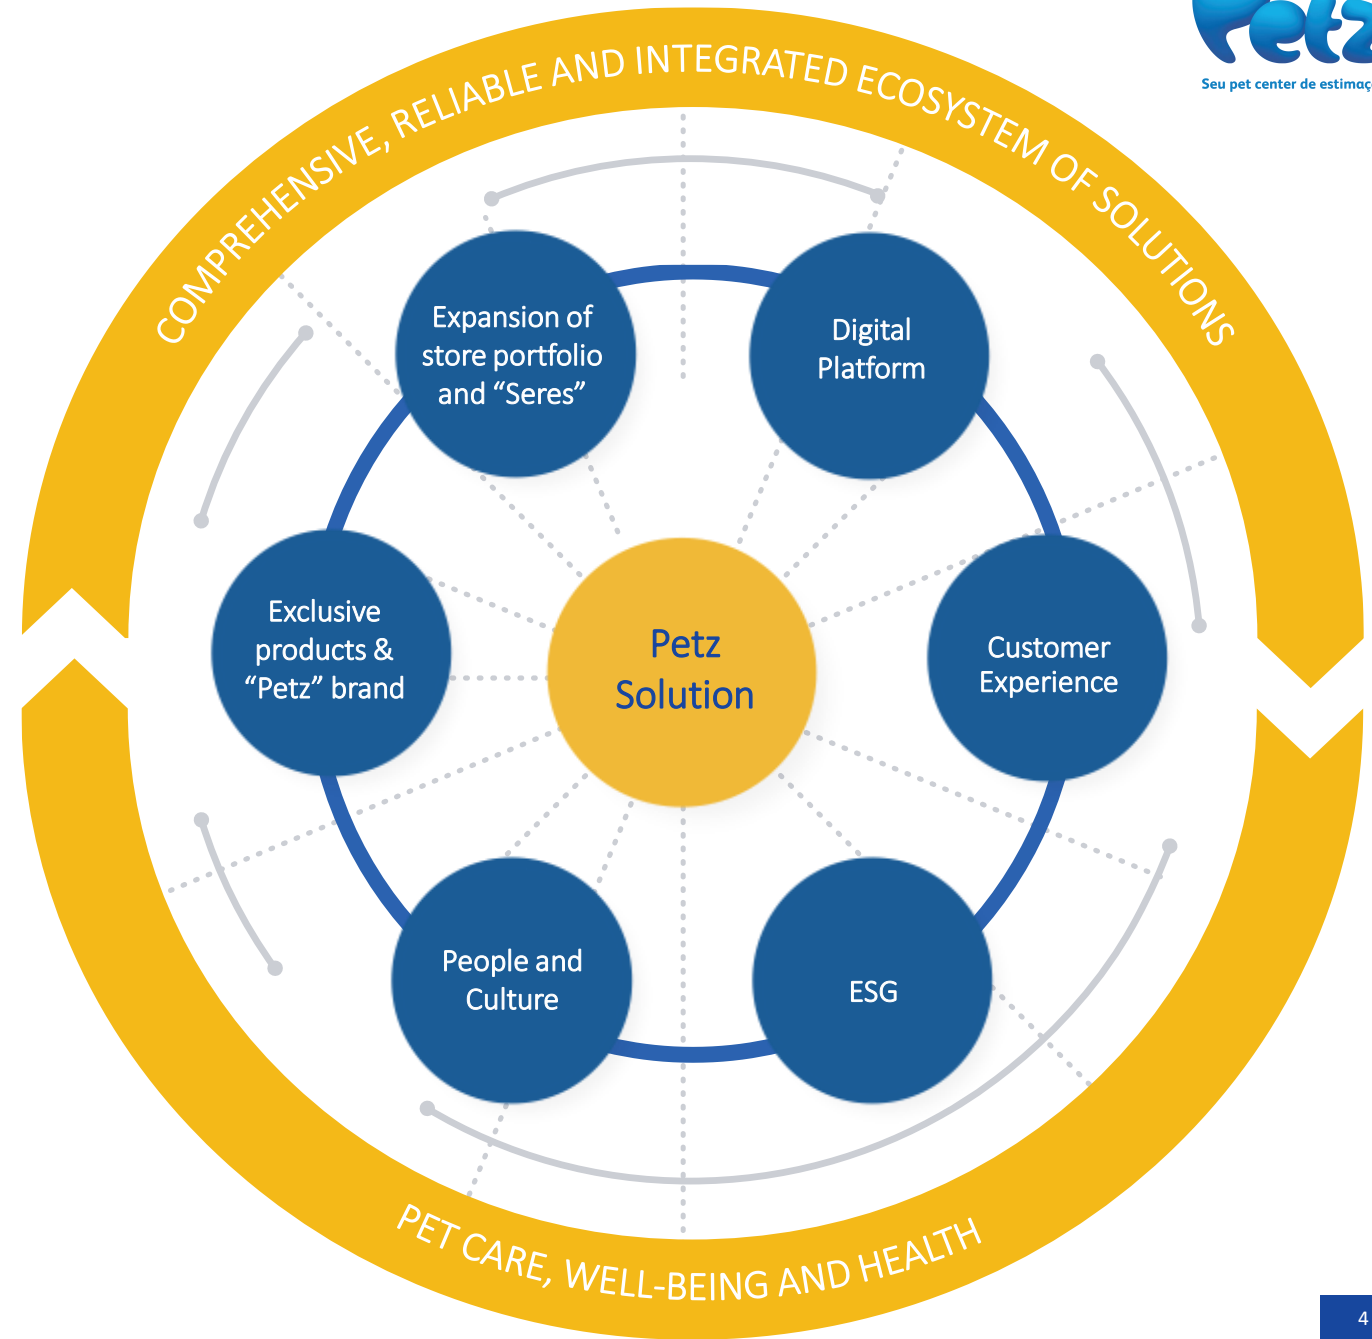 Petz
Seu pet center de
COMPREHENSIVE, RELIABLE AND INTEGRATED ECOSYSTEM OF SOLUTIONS
Expansion of
store portfolio
and “Seres”
Digital
Platform
Exclusive
products &
“Petz” brand
Petz
Solution
Customer
Experience
People and
Culture
ESG
PET CARE, WELL-BEING AND HEALTH
4